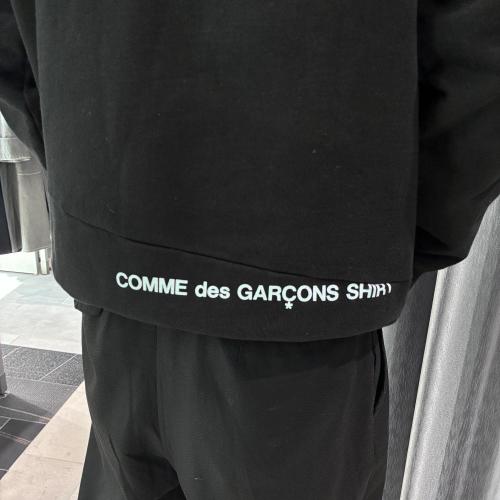 COMME des GARÇONS SHIRT
*